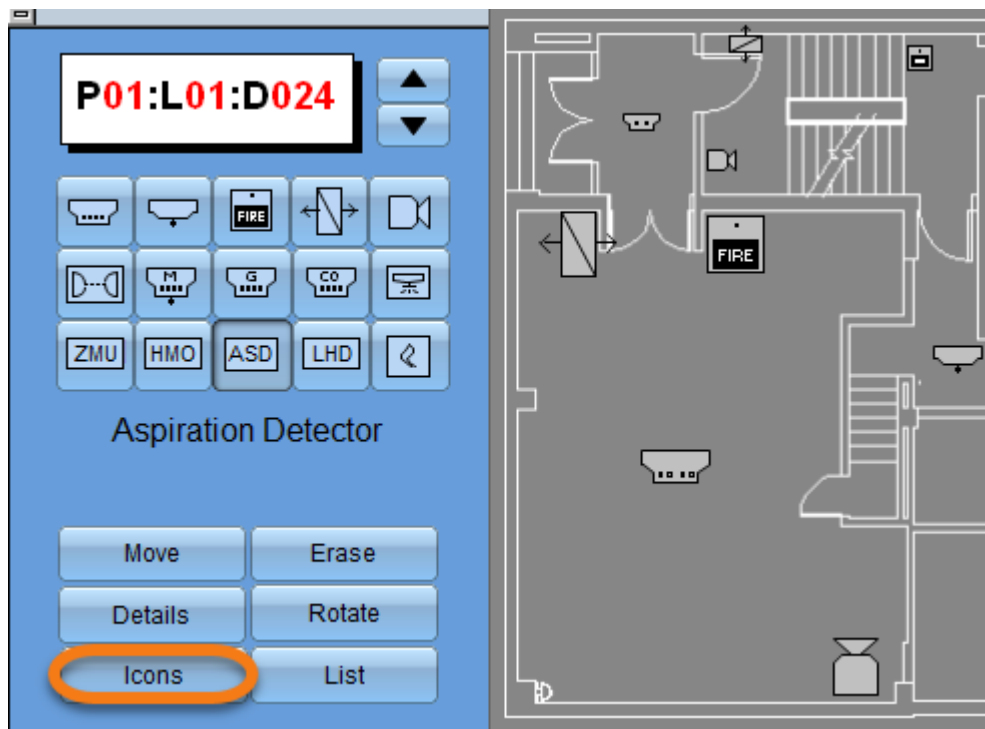 P01:L01:D024
FIRE
M G CO
ZMU HMO ASD LHD
Aspiration Detector
Move Erase
Details Rotate
Icons List
FIRE